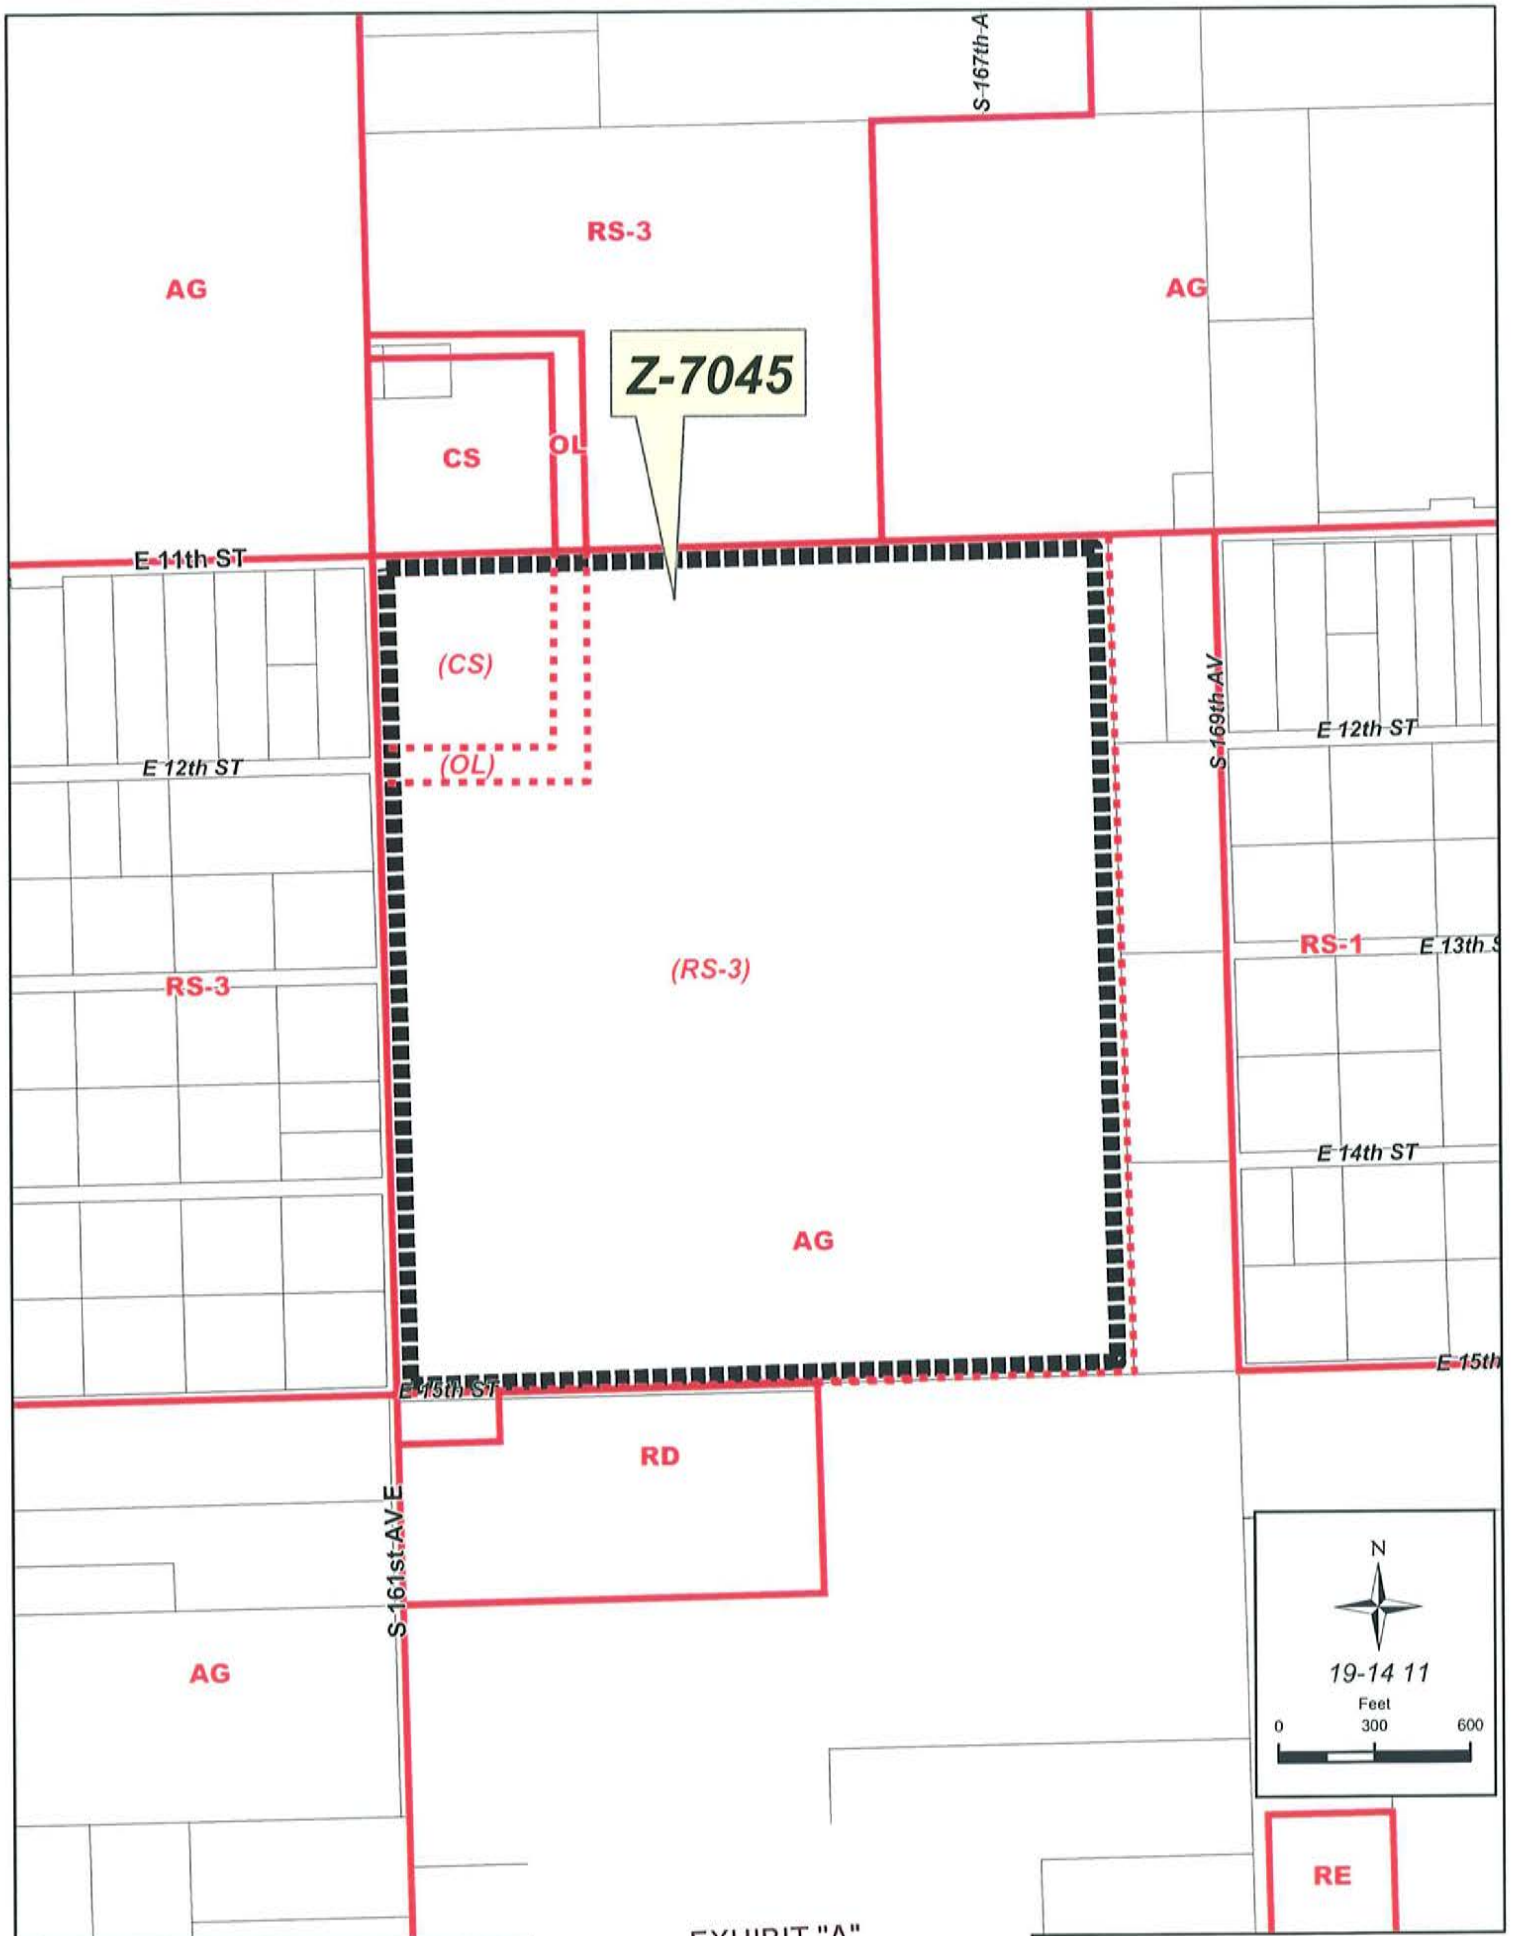 S 167th A
RS-3
AG
AG
Z-7045
OL
CS
E 11th ST
(CS)
S 169th AV
E 12th ST
(OL)
E 12th ST
RS-1
E 13th S
(RS-3)
RS-3
E 14th ST
AG
E 15th
E 15th ST
RD
S 161st AV E
N
19-14 11
AG
Feet
0 300 600
RE
EXHIBIT "A"